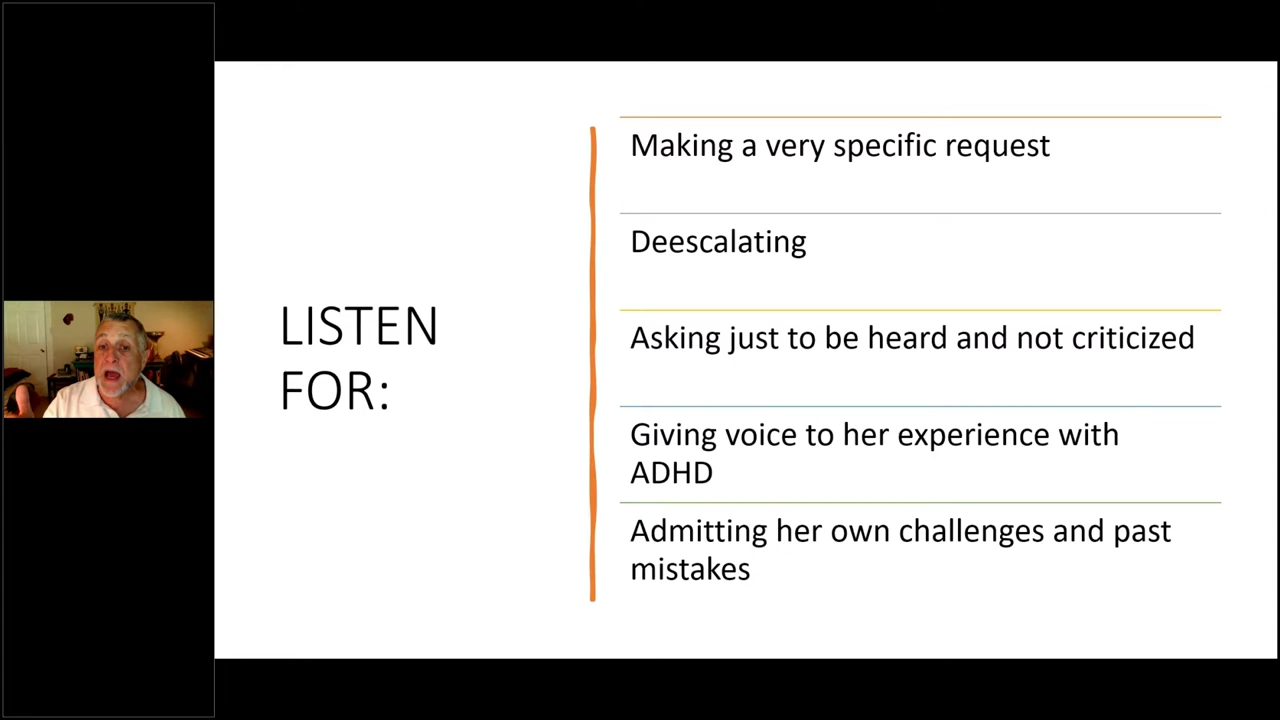 LISTEN
FOR:
Making a very specific request
Deescalating
Asking just to be heard and not criticized
Giving voice to her experience with
ADHD
Admitting her own challenges and past
mistakes